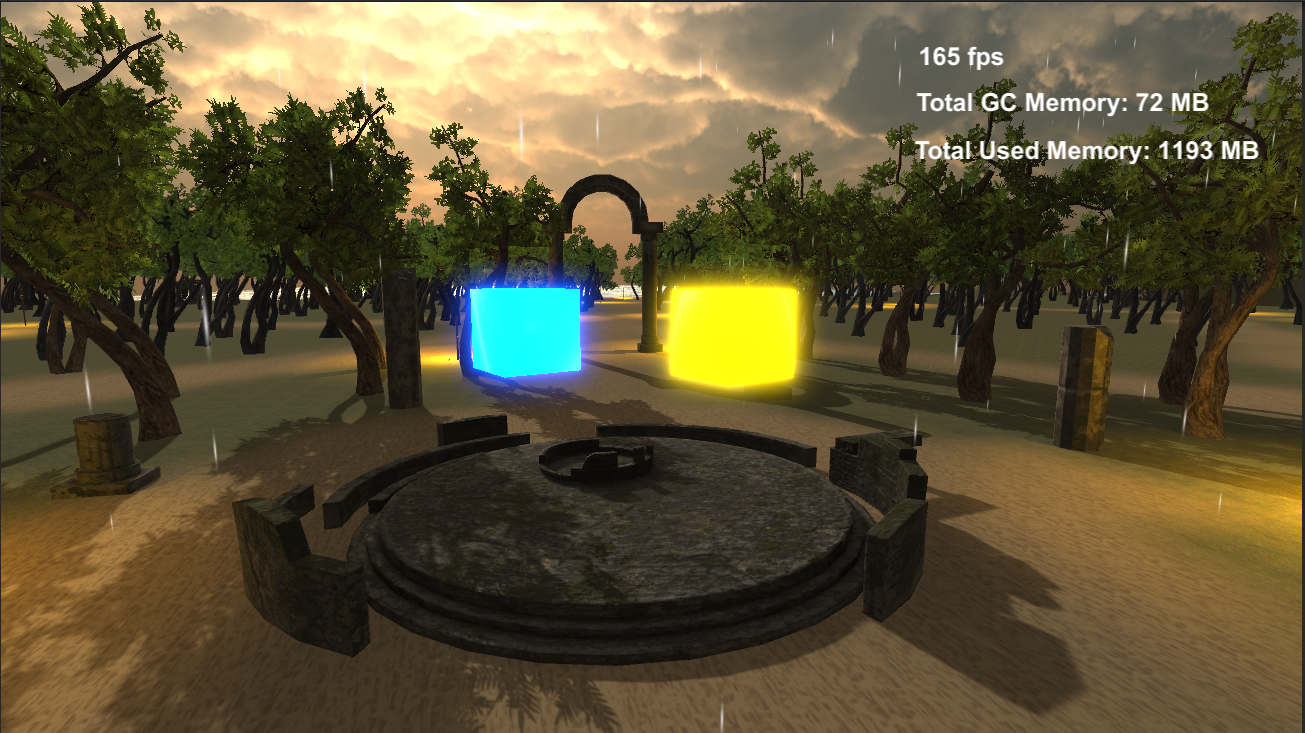 165 fps
Total GC Memory: 72 MB
Total Used Memory: 1193 MB